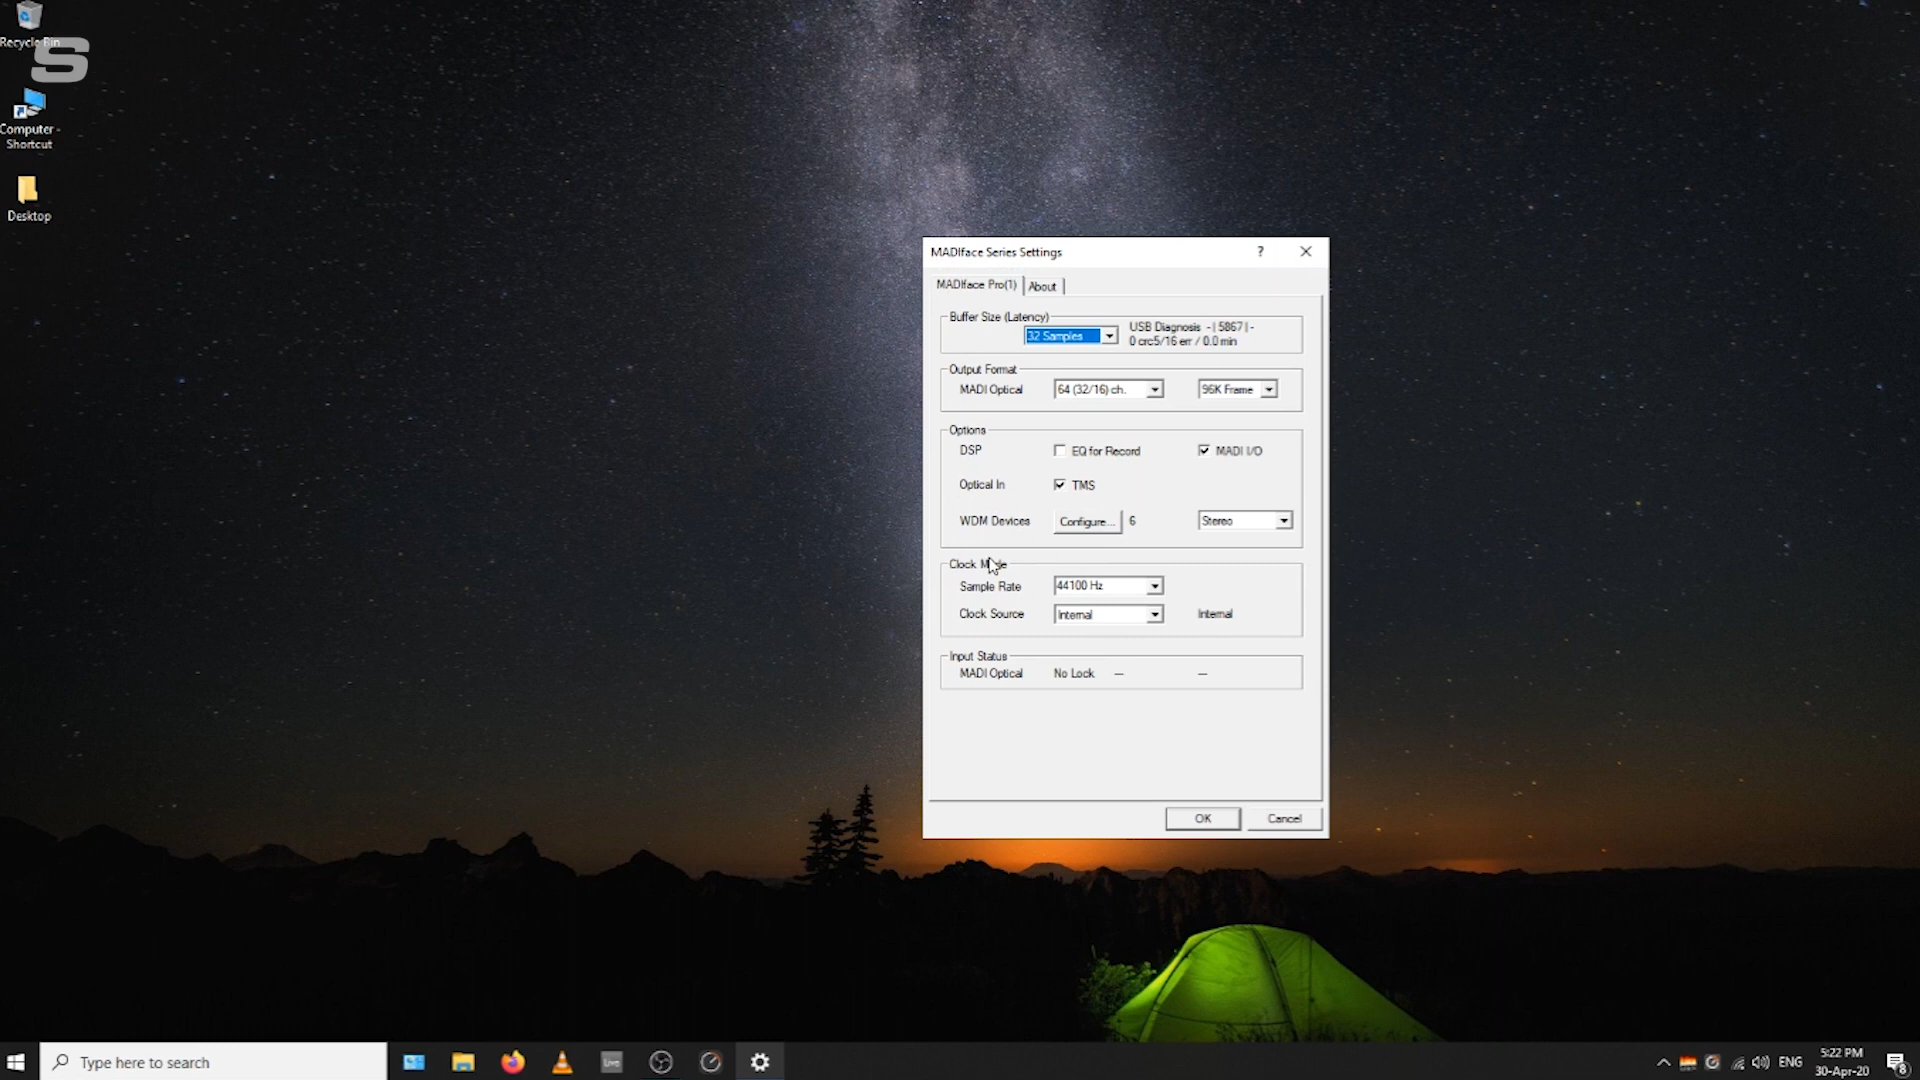 Recycle Bin
S
Computer -
Shortcut
Desktop
MADIface Series Settings
?
MADIface Pro(1)
About
Buffer Size (Latency)
32 Samples
USB Diagnosis -| 5867 |-
0 crc5/16 err / 0.0 min
Output Format
MADI Optical
64 (32/16) ch.
96K Frame
Options
DSP
EQ for Record
MADI I/O
Optical In
TMS
WDM Devices
Configure...
6
Stereo
Clock Mode
Sample Rate
44100 Hz
Clock Source
Internal
Internal
Input Status
MADI Optical
No Lock
---
---
OK
Cancel
Type here to search
Live
ENG
5:22 PM
30-Apr-20
8